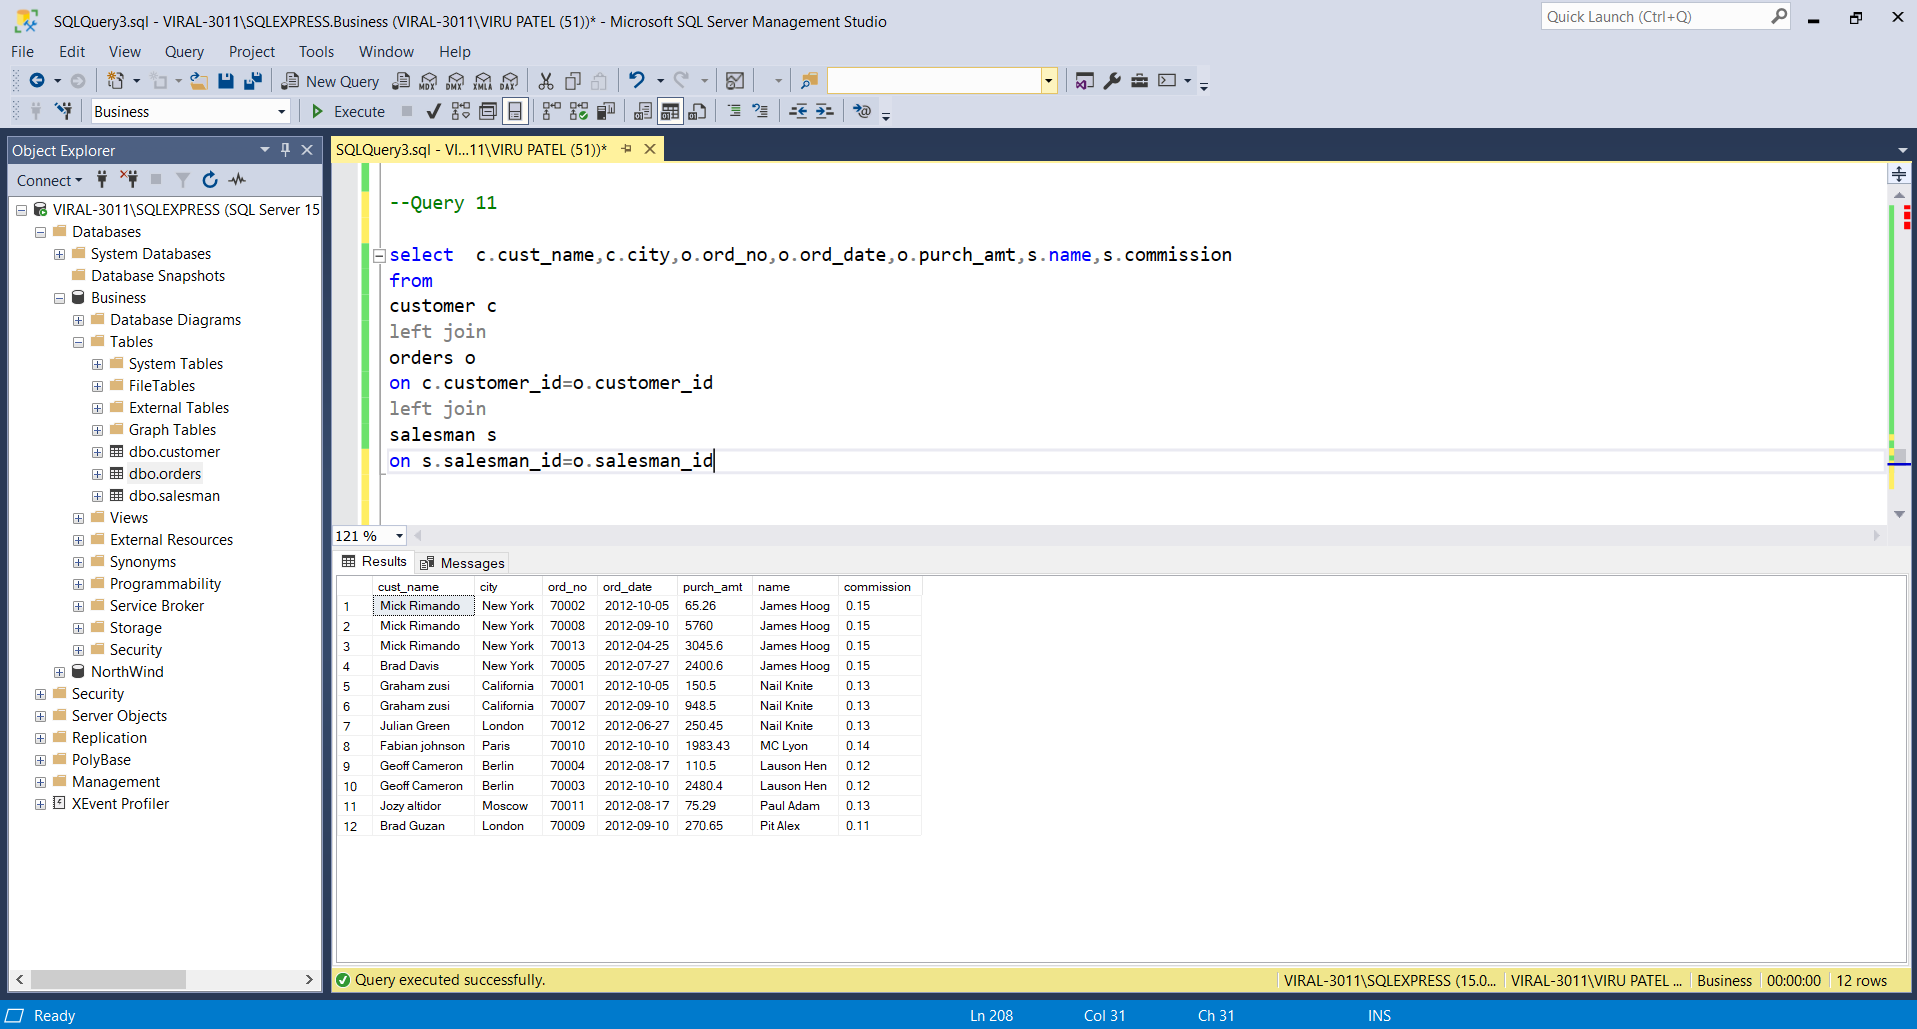 SQLQuery3.sql - VIRAL-3011\SQLEXPRESS.Business (VIRAL-3011\VIRU PATEL (51))* - Microsoft SQL Server Management Studio
Quick Launch (Ctrl+Q)
File Edit View Query Project Tools Window Help
New Query MDX DMX XMLA DAX
Business Execute
Object Explorer
Connect
VIRAL-3011\SQLEXPRESS (SQL Server 15
Databases
System Databases
Database Snapshots
Business
Database Diagrams
Tables
System Tables
FileTables
External Tables
Graph Tables
dbo.customer
dbo.orders
dbo.salesman
Views
External Resources
Synonyms
Programmability
Service Broker
Storage
Security
NorthWind
Security
Server Objects
Replication
PolyBase
Management
XEvent Profiler
SQLQuery3.sql - VI...11\VIRU PATEL (51))*
--Query 11
select  c.cust_name,c.city,o.ord_no,o.ord_date,o.purch_amt,s.name,s.commission
from
customer c
left join
orders o
on c.customer_id=o.customer_id
left join
salesman s
on s.salesman_id=o.salesman_id
121 %
Results Messages
cust_name city ord_no ord_date purch_amt name commission
1 Mick Rimando New York 70002 2012-10-05 65.26 James Hoog 0.15
2 Mick Rimando New York 70008 2012-09-10 5760 James Hoog 0.15
3 Mick Rimando New York 70013 2012-04-25 3045.6 James Hoog 0.15
4 Brad Davis New York 70005 2012-07-27 2400.6 James Hoog 0.15
5 Graham zusi California 70001 2012-10-05 150.5 Nail Knite 0.13
6 Graham zusi California 70007 2012-09-10 948.5 Nail Knite 0.13
7 Julian Green London 70012 2012-06-27 250.45 Nail Knite 0.13
8 Fabian johnson Paris 70010 2012-10-10 1983.43 MC Lyon 0.14
9 Geoff Cameron Berlin 70004 2012-08-17 110.5 Lauson Hen 0.12
10 Geoff Cameron Berlin 70003 2012-10-10 2480.4 Lauson Hen 0.12
11 Jozy altidor Moscow 70011 2012-08-17 75.29 Paul Adam 0.13
12 Brad Guzan London 70009 2012-09-10 270.65 Pit Alex 0.11
Query executed successfully.
VIRAL-3011\SQLEXPRESS (15.0... VIRAL-3011\VIRU PATEL ... Business 00:00:00 12 rows
Ready Ln 208 Col 31 Ch 31 INS